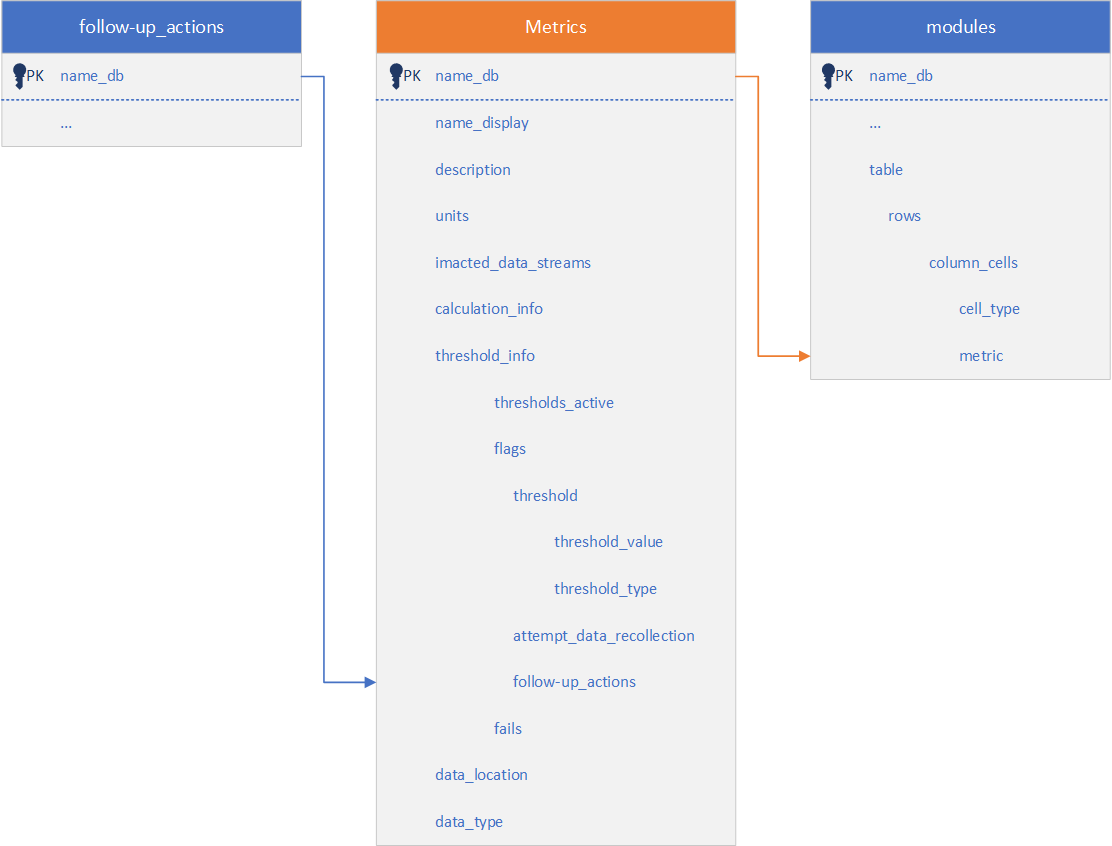 follow-up_actions
PK name_db
...
Metrics
PK name_db
name_display
description
units
imacted_data_streams
calculation_info
threshold_info
thresholds_active
flags
threshold
threshold_value
threshold_type
attempt_data_recollection
follow-up_actions
fails
data_location
data_type
modules
PK name_db
...
table
rows
column_cells
cell_type
metric